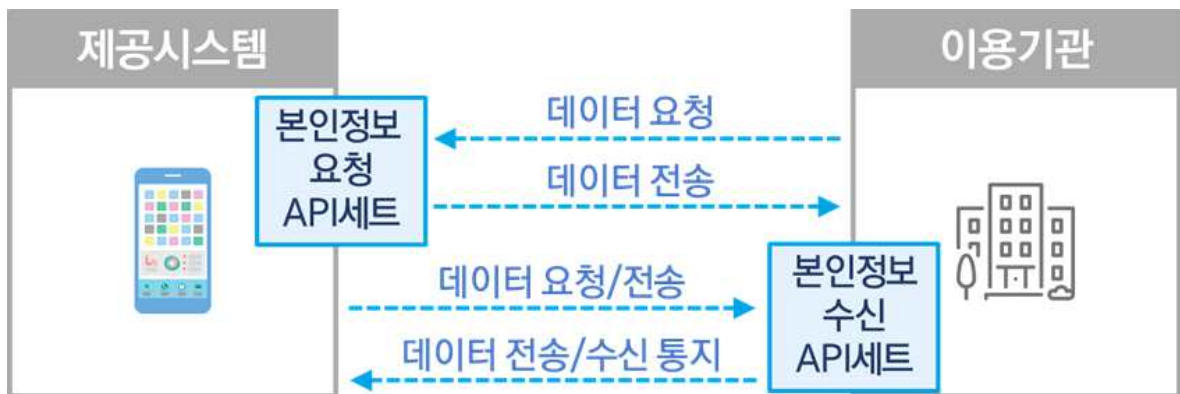 제공시스템
이용기관
본인정보
요청
API세트
데이터 요청
데이터 전송
데이터 요청/전송
데이터 전송/수신 통지
본인정보
수신
API세트